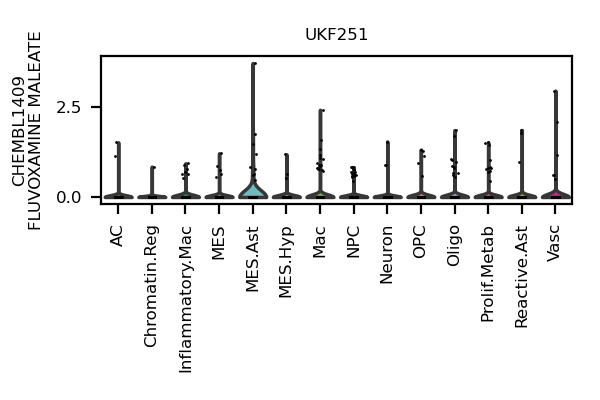 UKF251
CHEMBL1409
FLUVOXAMINE MALEATE
2.5
0.0
AC
Chromatin.Reg
Inflammatory.Mac
MES
MES.Ast
MES.Hyp
Mac
NPC
Neuron
OPC
Oligo
Prolif.Metab
Reactive.Ast
Vasc